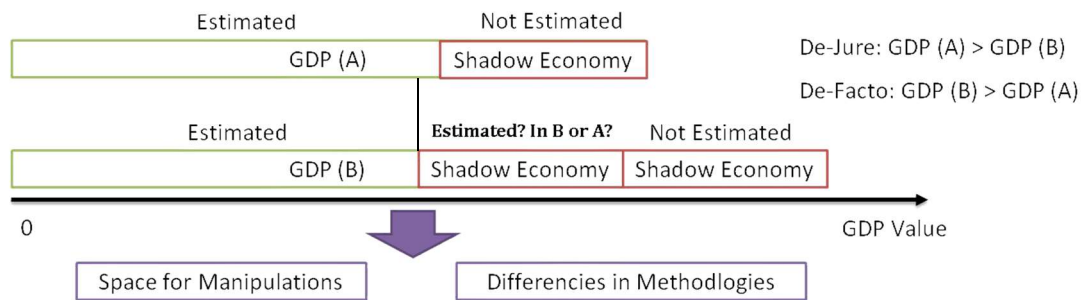 Estimated
Not Estimated
GDP (A)
Shadow Economy
De-Jure: GDP (A) > GDP (B)
De-Facto: GDP (B) > GDP (A)
Estimated
Estimated? In B or A?
Not Estimated
GDP (B)
Shadow Economy
Shadow Economy
0
GDP Value
Space for Manipulations
Differencies in Methodlogies